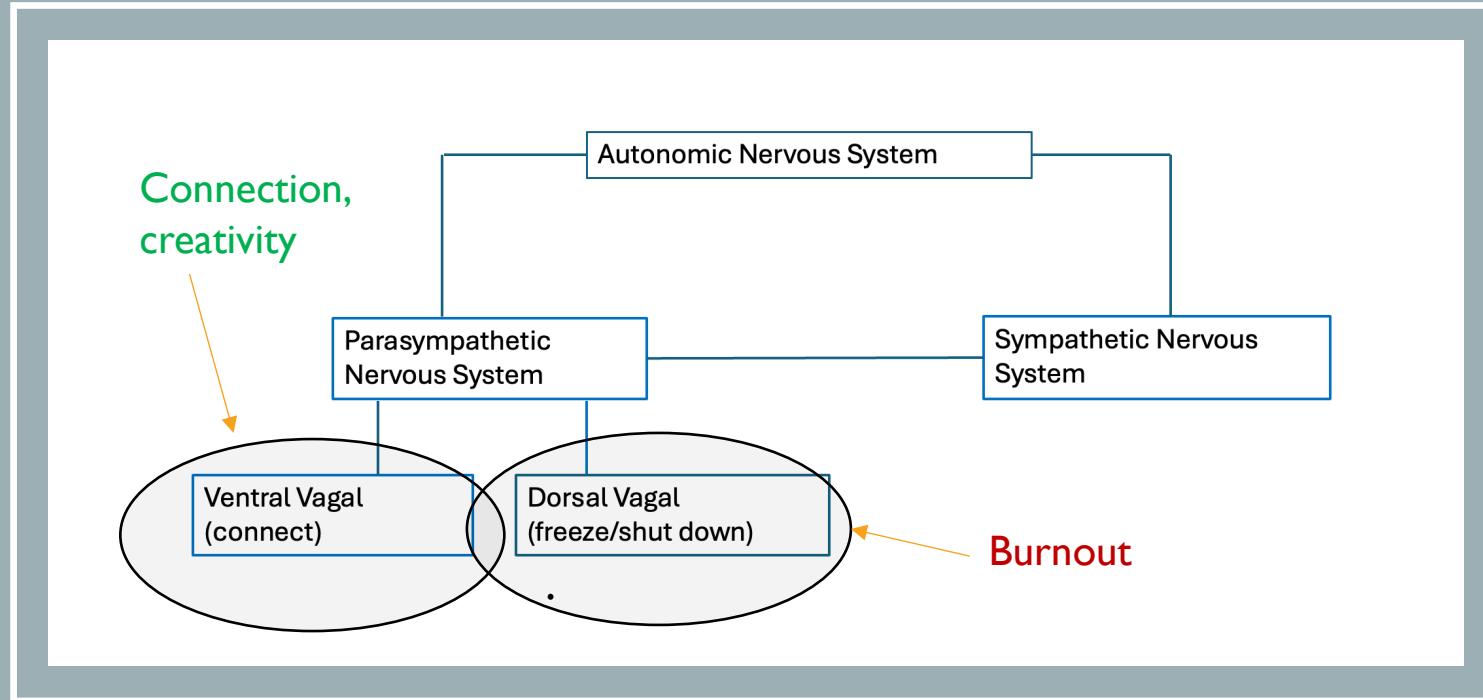 Autonomic Nervous System
Connection,
creativity
Parasympathetic
Nervous System
Sympathetic Nervous
System
Ventral Vagal
(connect)
Dorsal Vagal
(freeze/shut down)
Burnout